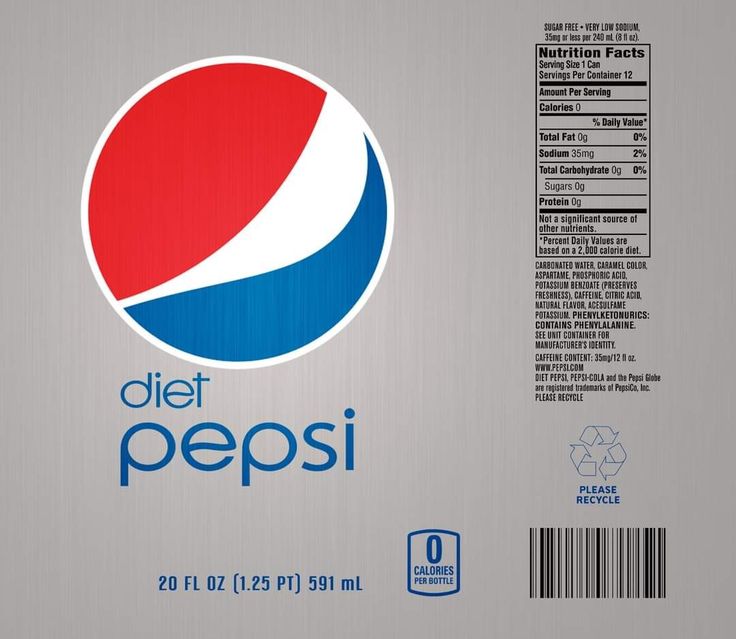 diet
pepsi
20 FL OZ (1.25 PT) 591 mL
0
CALORIES
PER BOTTLE
SUGAR FREE • VERY LOW SODIUM,
35mg or less per 240 mL (8 fl oz).
Nutrition Facts
Serving Size 1 Can
Servings Per Container 12
Amount Per Serving
Calories 0
% Daily Value*
Total Fat 0g 0%
Sodium 35mg 2%
Total Carbohydrate 0g 0%
Sugars 0g
Protein 0g
Not a significant source of
other nutrients.
*Percent Daily Values are
based on a 2,000 calorie diet.
CARBONATED WATER, CARAMEL COLOR,
ASPARTAME, PHOSPHORIC ACID,
POTASSIUM BENZOATE (PRESERVES
FRESHNESS), CAFFEINE, CITRIC ACID,
NATURAL FLAVOR, ACESULFAME
POTASSIUM. PHENYLKETONURICS:
CONTAINS PHENYLALANINE.
SEE UNIT CONTAINER FOR
MANUFACTURER'S IDENTITY.
CAFFEINE CONTENT: 35mg/12 fl oz.
WWW.PEPSI.COM
DIET PEPSI, PEPSI-COLA and the Pepsi Globe
are registered trademarks of PepsiCo, Inc.
PLEASE RECYCLE
PLEASE
RECYCLE